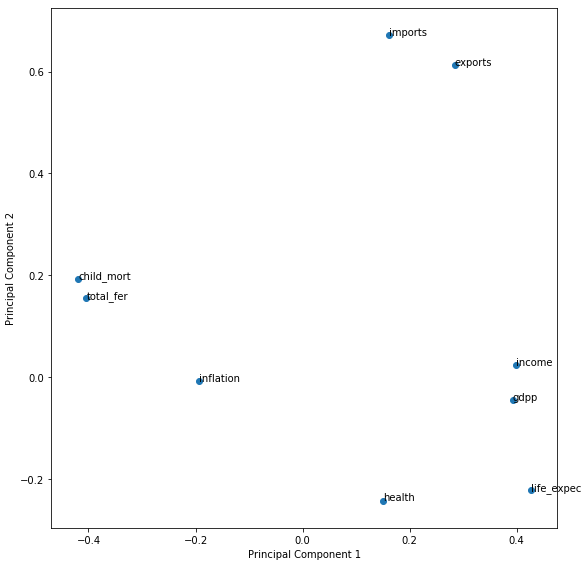 imports
exports
0.6
0.4
Principal Component 2
0.2
child_mort
total_fer
0.0
inflation
income
gdpp
−0.2
health
life_expec
−0.4
−0.2
0.0
0.2
0.4
Principal Component 1